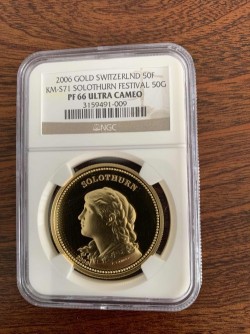 2006 GOLD SWITZERLND 50F
KM-S71 SOLOTHURN FESTIVAL 50G
PF 66 ULTRA CAMEO
3159491-009
NGC
SOLOTHURN